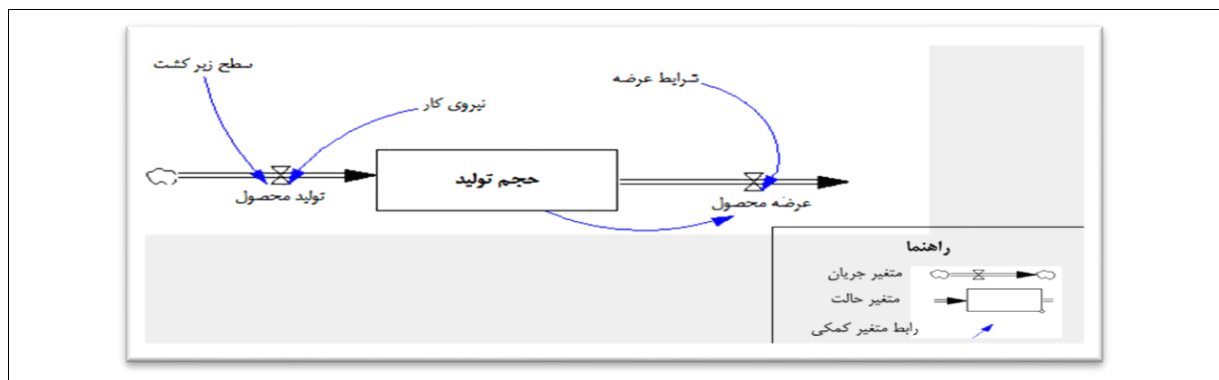 سطح زیر کشت
نیروی کار
شرایط عرضه
حجم تولید
تولید محصول
عرضه محصول
راهنما
متغیر جریان
متغیر حالت
رابط متغیر کمکی